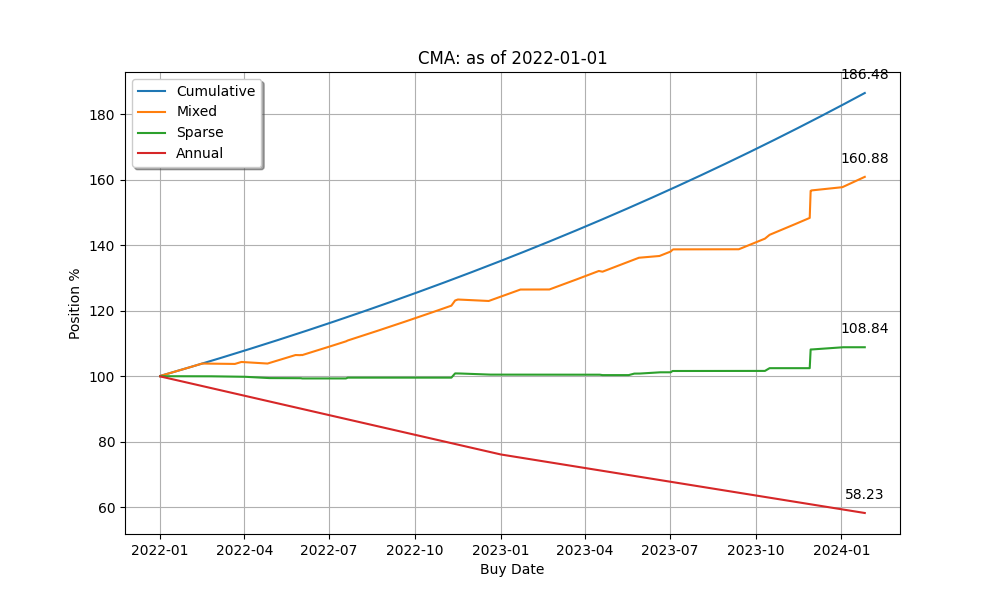 CMA: as of 2022-01-01
Cumulative
Mixed
Sparse
Annual
186.48
160.88
108.84
58.23
180
160
140
120
100
80
60
Position %
2022-01 2022-04 2022-07 2022-10 2023-01 2023-04 2023-07 2023-10 2024-01
Buy Date